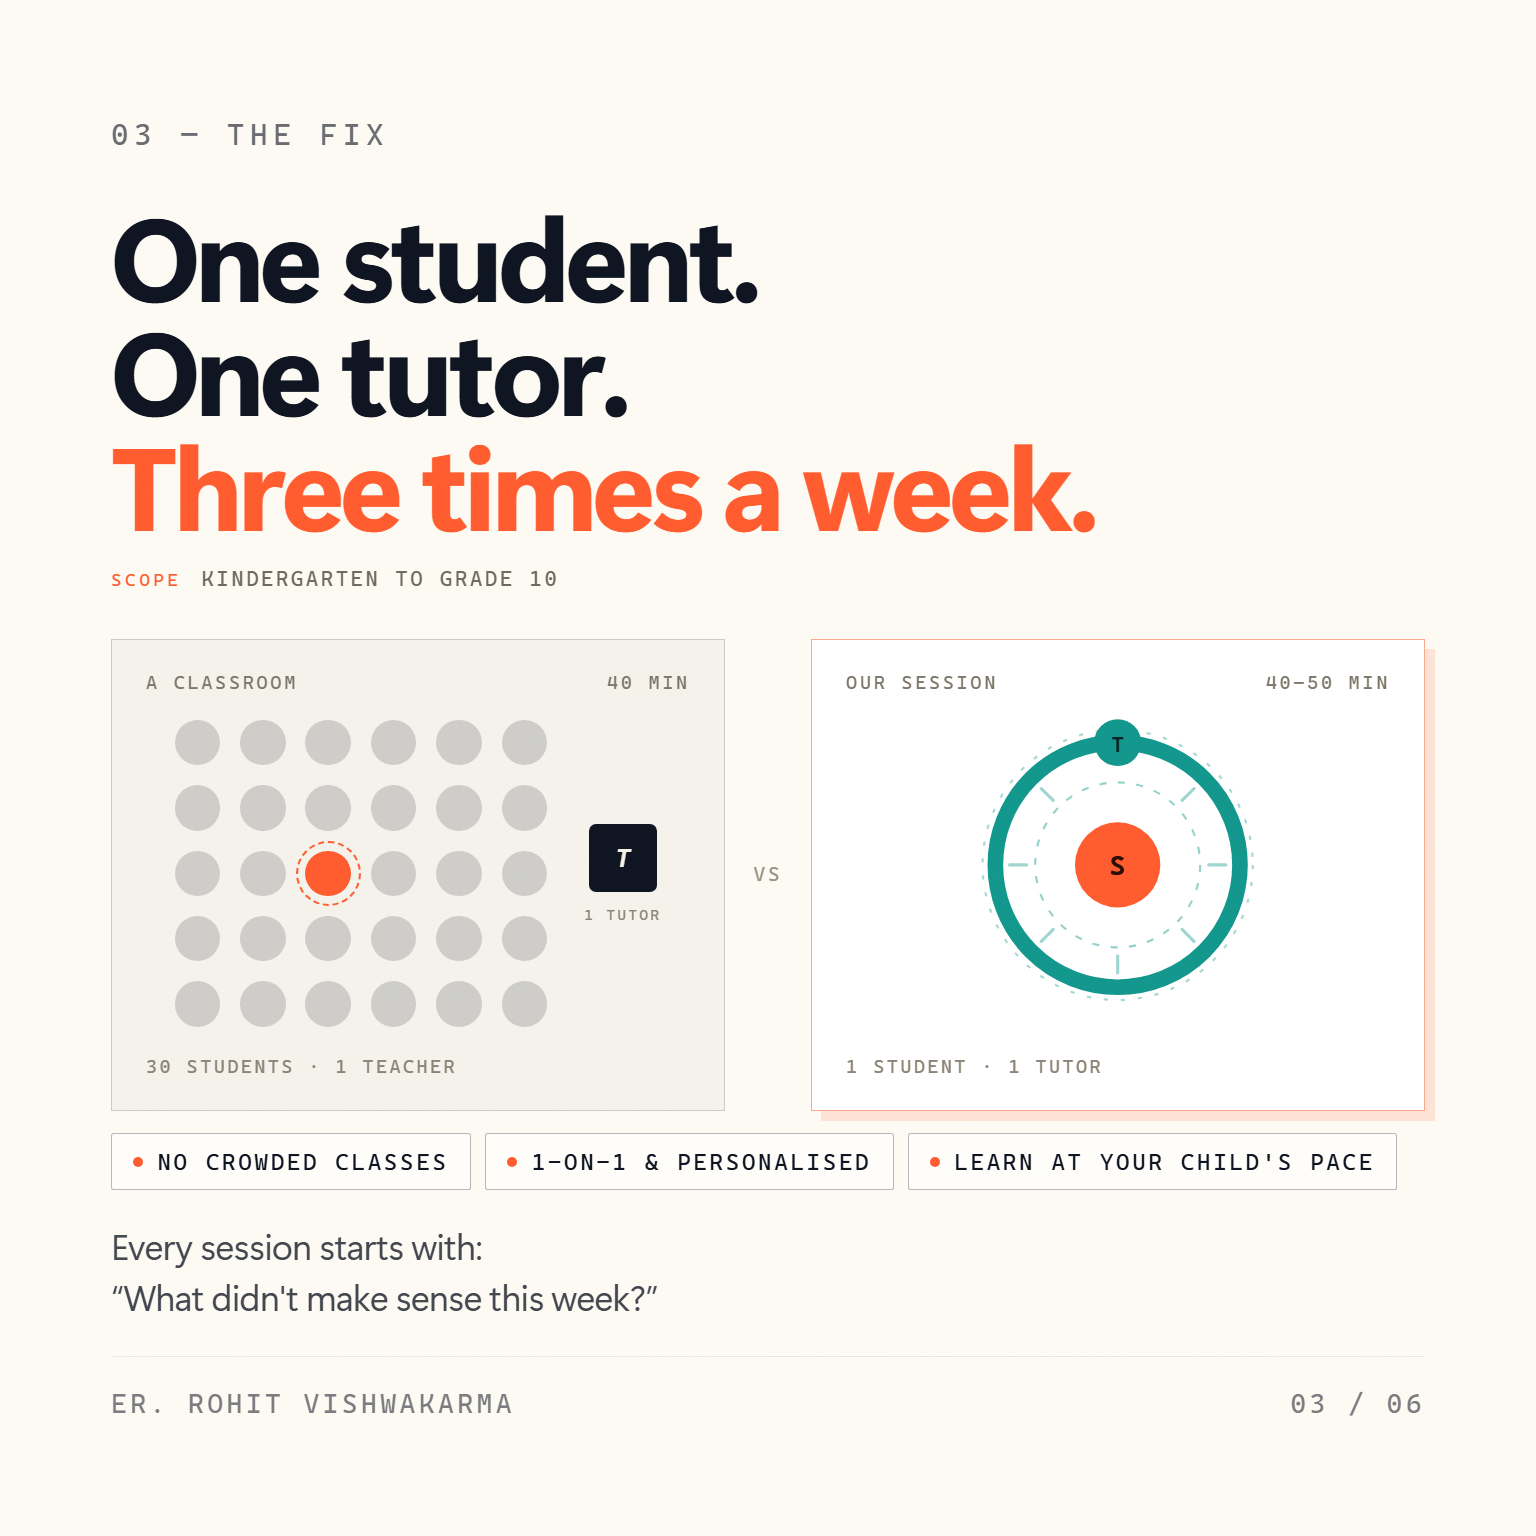 03 — THE FIX
One student.
One tutor.
Three times a week.
SCOPE KINDERGARTEN TO GRADE 10
A CLASSROOM 40 MIN
T
1 TUTOR
30 STUDENTS · 1 TEACHER
VS
OUR SESSION 40–50 MIN
T
S
1 STUDENT · 1 TUTOR
NO CROWDED CLASSES
1-ON-1 & PERSONALISED
LEARN AT YOUR CHILD'S PACE
Every session starts with:
“What didn't make sense this week?”
ER. ROHIT VISHWAKARMA 03 / 06